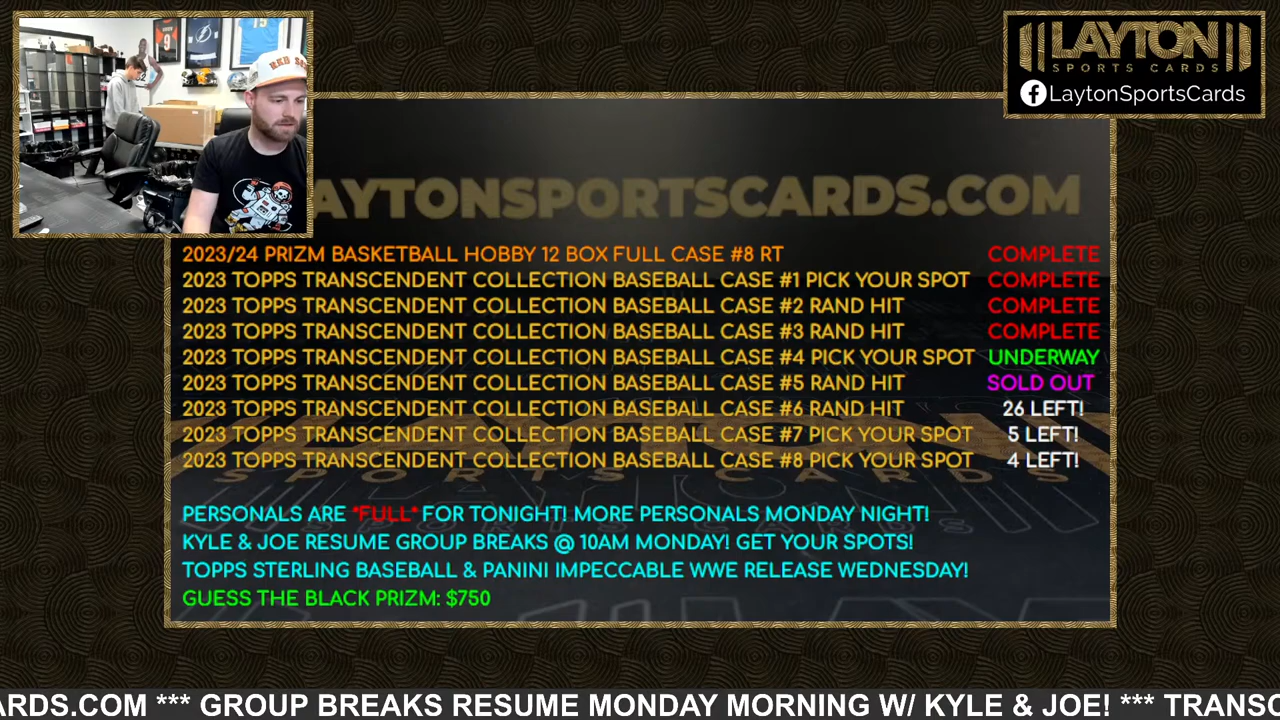 LAYTON
SPORTS CARDS
LaytonSportsCards
AYTONSPORTSCARDS.COM
2023/24 PRIZM BASKETBALL HOBBY 12 BOX FULL CASE #8 RT COMPLETE
2023 TOPPS TRANSCENDENT COLLECTION BASEBALL CASE #1 PICK YOUR SPOT COMPLETE
2023 TOPPS TRANSCENDENT COLLECTION BASEBALL CASE #2 RAND HIT COMPLETE
2023 TOPPS TRANSCENDENT COLLECTION BASEBALL CASE #3 RAND HIT COMPLETE
2023 TOPPS TRANSCENDENT COLLECTION BASEBALL CASE #4 PICK YOUR SPOT UNDERWAY
2023 TOPPS TRANSCENDENT COLLECTION BASEBALL CASE #5 RAND HIT SOLD OUT
2023 TOPPS TRANSCENDENT COLLECTION BASEBALL CASE #6 RAND HIT 26 LEFT!
2023 TOPPS TRANSCENDENT COLLECTION BASEBALL CASE #7 PICK YOUR SPOT 5 LEFT!
2023 TOPPS TRANSCENDENT COLLECTION BASEBALL CASE #8 PICK YOUR SPOT 4 LEFT!
SPORTS CARDS
PERSONALS ARE *FULL* FOR TONIGHT! MORE PERSONALS MONDAY NIGHT!
KYLE & JOE RESUME GROUP BREAKS @ 10AM MONDAY! GET YOUR SPOTS!
TOPPS STERLING BASEBALL & PANINI IMPECCABLE WWE RELEASE WEDNESDAY!
GUESS THE BLACK PRIZM: $750
ARDS.COM *** GROUP BREAKS RESUME MONDAY MORNING W/ KYLE & JOE! *** TRANSC